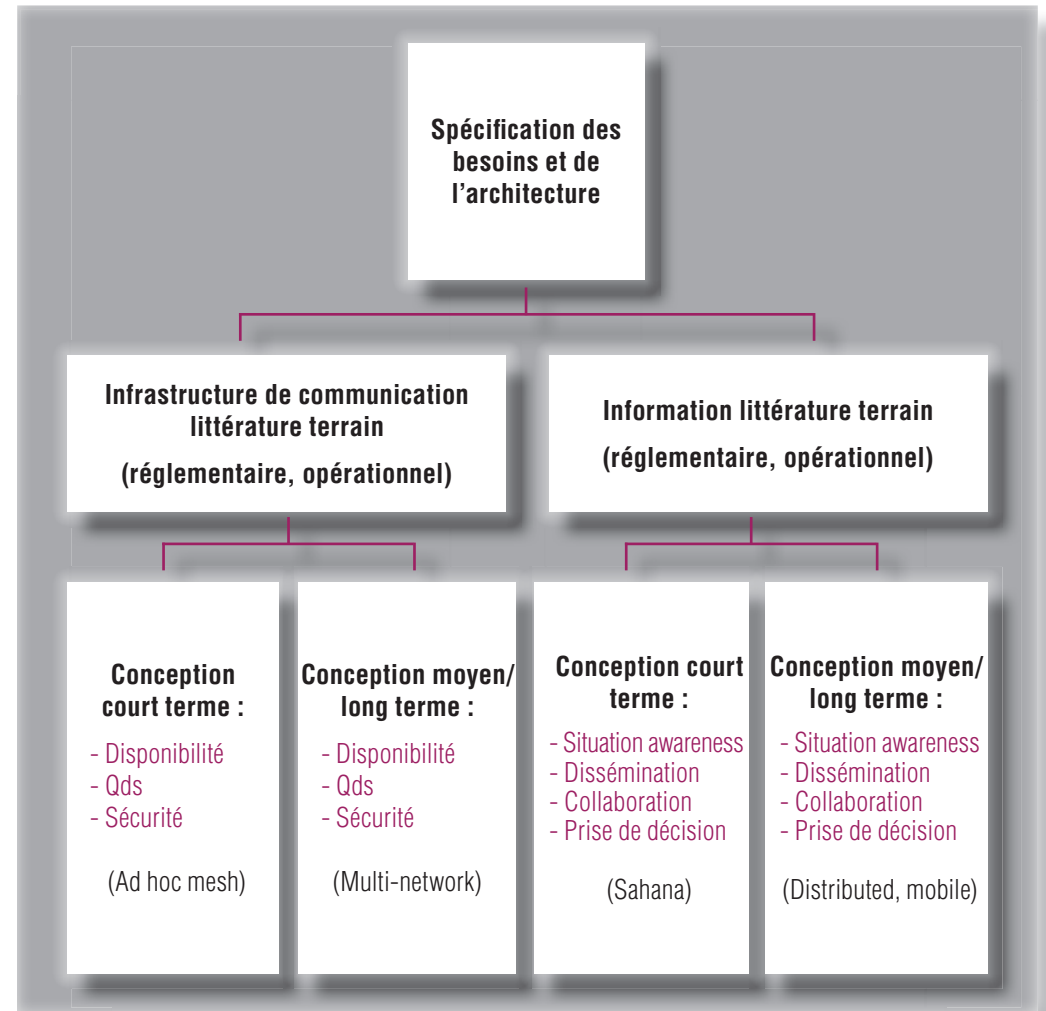 Spécification des
besoins et de
l'architecture
Infrastructure de communication
littérature terrain
(réglementaire, opérationnel)
Information littérature terrain
(réglementaire, opérationnel)
Conception
court terme :
- Disponibilité
- Qds
- Sécurité
(Ad hoc mesh)
Conception moyen/
long terme :
- Disponibilité
- Qds
- Sécurité
(Multi-network)
Conception court
terme :
- Situation awareness
- Dissémination
- Collaboration
- Prise de décision
(Sahana)
Conception moyen/
long terme :
- Situation awareness
- Dissémination
- Collaboration
- Prise de décision
(Distributed, mobile)